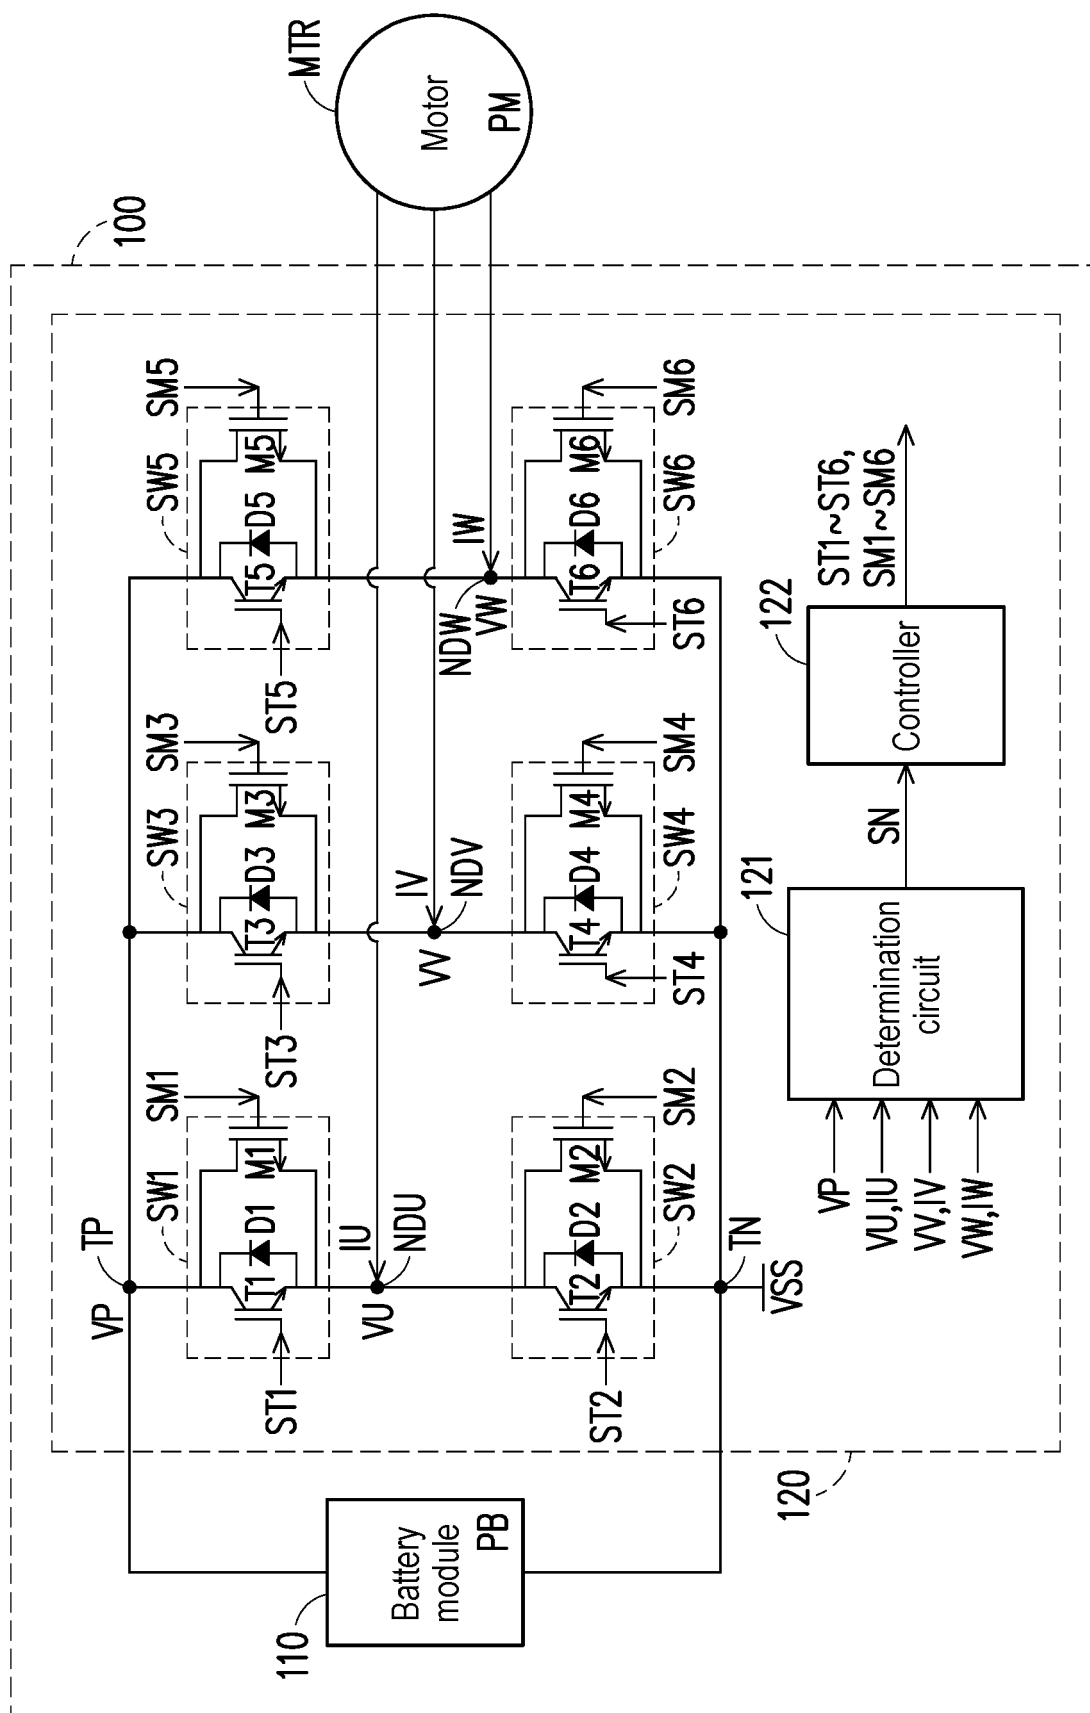 100
MTR
Motor
PM
TP
VP
SW1
SM1
T1
D1
M1
ST1
SW3
SM3
T3
D3
M3
ST3
SW5
SM5
T5
D5
M5
ST5
IU
VU
NDU
IV
VV
NDV
IW
NDW
VW
T2
D2
M2
ST2
SM2
SW2
T4
D4
M4
ST4
SM4
SW4
T6
D6
M6
ST6
SM6
SW6
TN
VSS
110
Battery
module
PB
120
VP
VU,IU
VV,IV
VW,IW
121
Determination
circuit
SN
122
Controller
ST1~ST6,
SM1~SM6